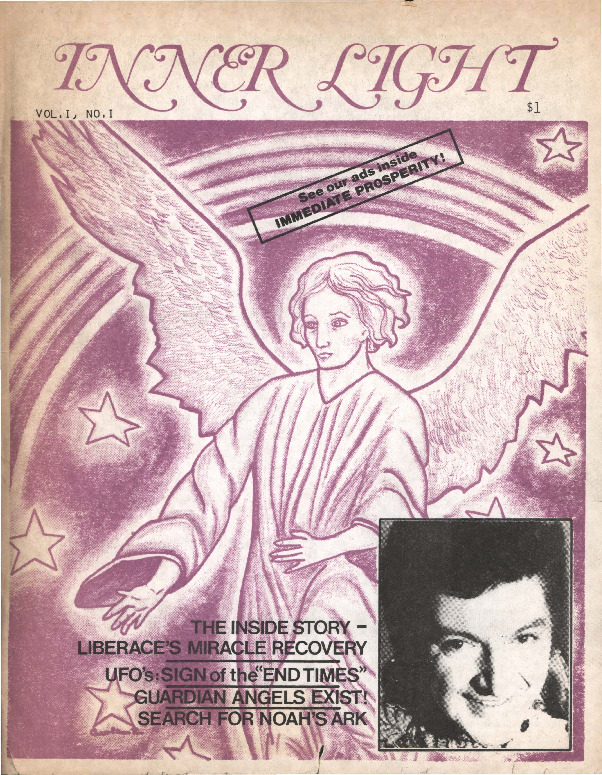 INNER LIGHT
VOL.I, NO.I
$1
See our ads inside
IMMEDIATE PROSPERITY!
THE INSIDE STORY –
LIBERACE'S MIRACLE RECOVERY
UFO's: SIGN of the "END TIMES"
GUARDIAN ANGELS EXIST!
SEARCH FOR NOAH'S ARK